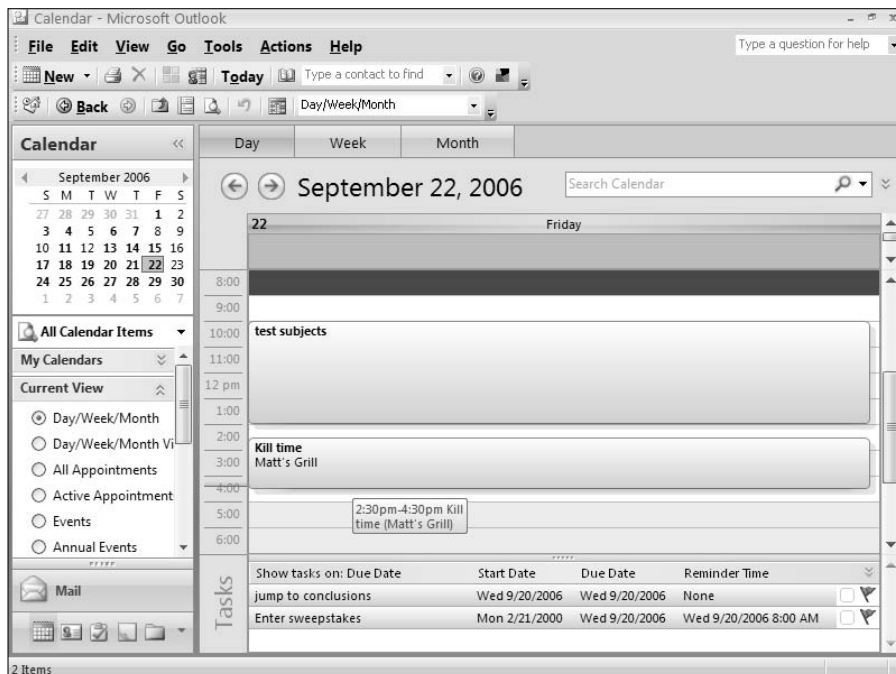 Calendar - Microsoft Outlook
File Edit View Go Tools Actions Help
Type a question for help
New Today Type a contact to find
Back Day/Week/Month
Calendar
Day Week Month
September 2006
S M T W T F S
27 28 29 30 31 1 2
3 4 5 6 7 8 9
10 11 12 13 14 15 16
17 18 19 20 21 22 23
24 25 26 27 28 29 30
1 2 3 4 5 6 7
September 22, 2006
Search Calendar
22 Friday
All Calendar Items
My Calendars
Current View
Day/Week/Month
Day/Week/Month Vi
All Appointments
Active Appointment
Events
Annual Events
Mail
8:00
9:00
10:00 test subjects
11:00
12 pm
1:00
2:00
Kill time
3:00 Matt's Grill
4:00
5:00
6:00
2:30pm-4:30pm Kill
time (Matt's Grill)
Tasks
Show tasks on: Due Date Start Date Due Date Reminder Time
jump to conclusions Wed 9/20/2006 Wed 9/20/2006 None
Enter sweepstakes Mon 2/21/2000 Wed 9/20/2006 Wed 9/20/2006 8:00 AM
2 Items